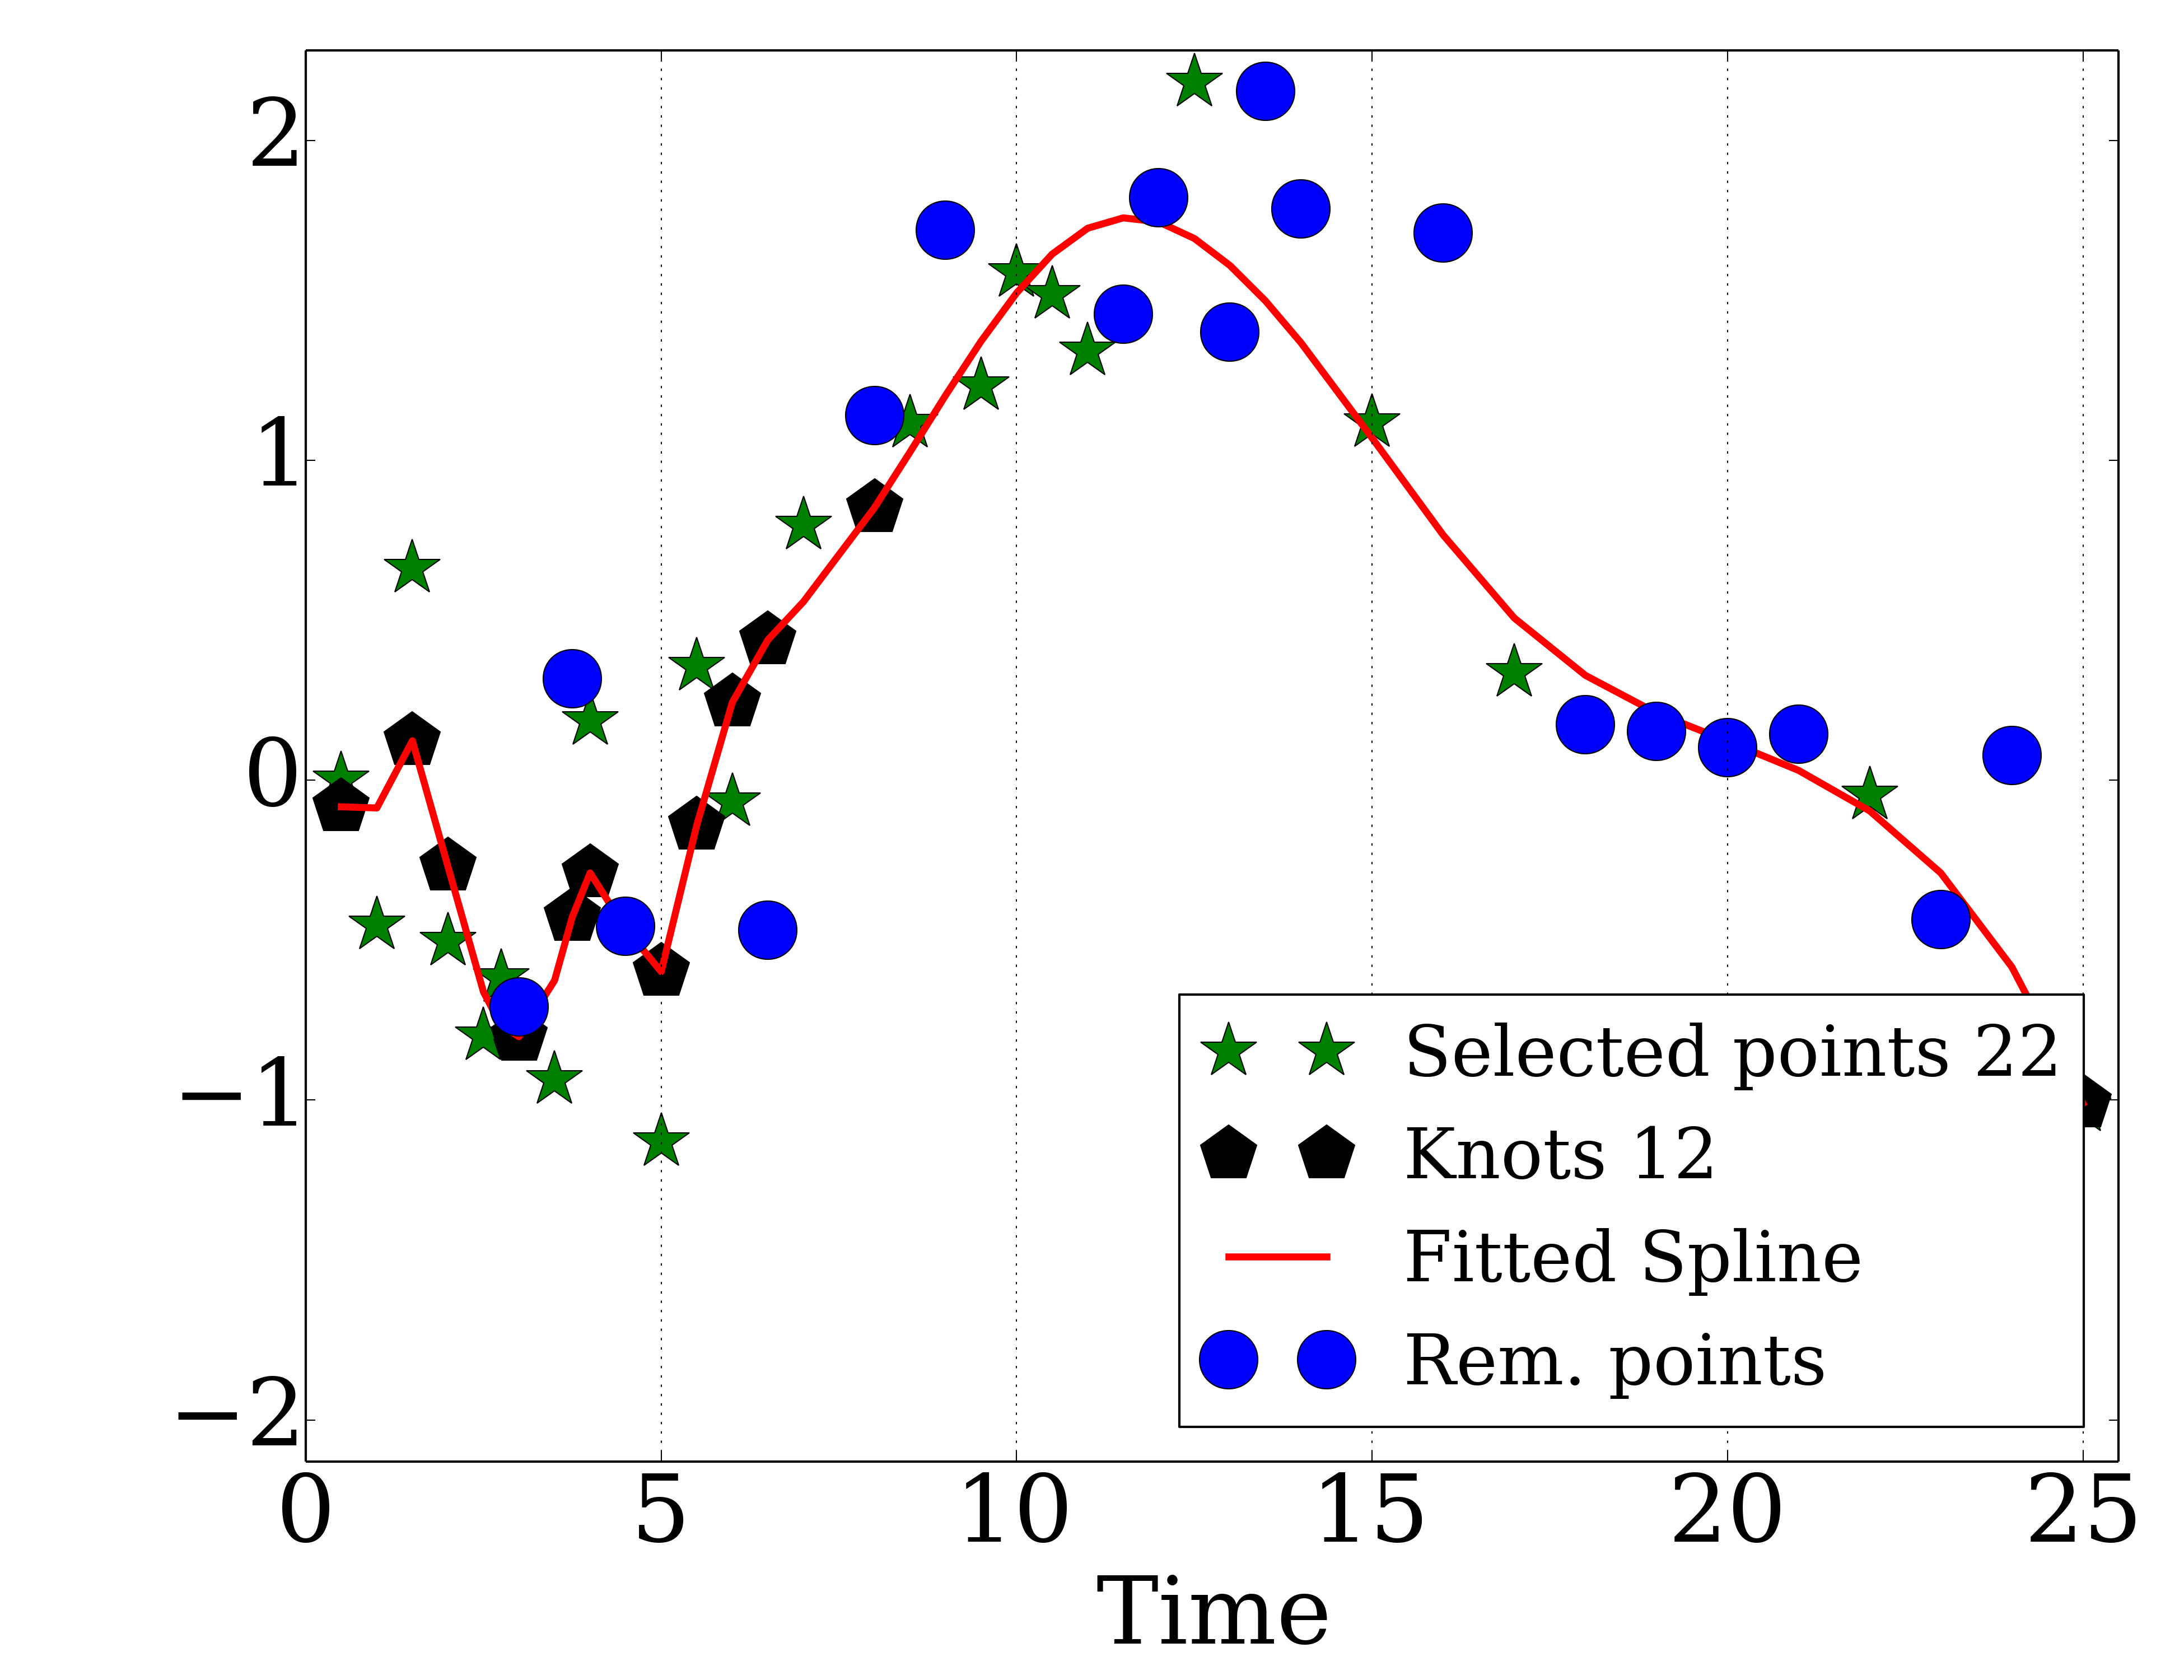 2
1
0
−1
−2
0 5 10 15 20 25
Time
Selected points 22
Knots 12
Fitted Spline
Rem. points